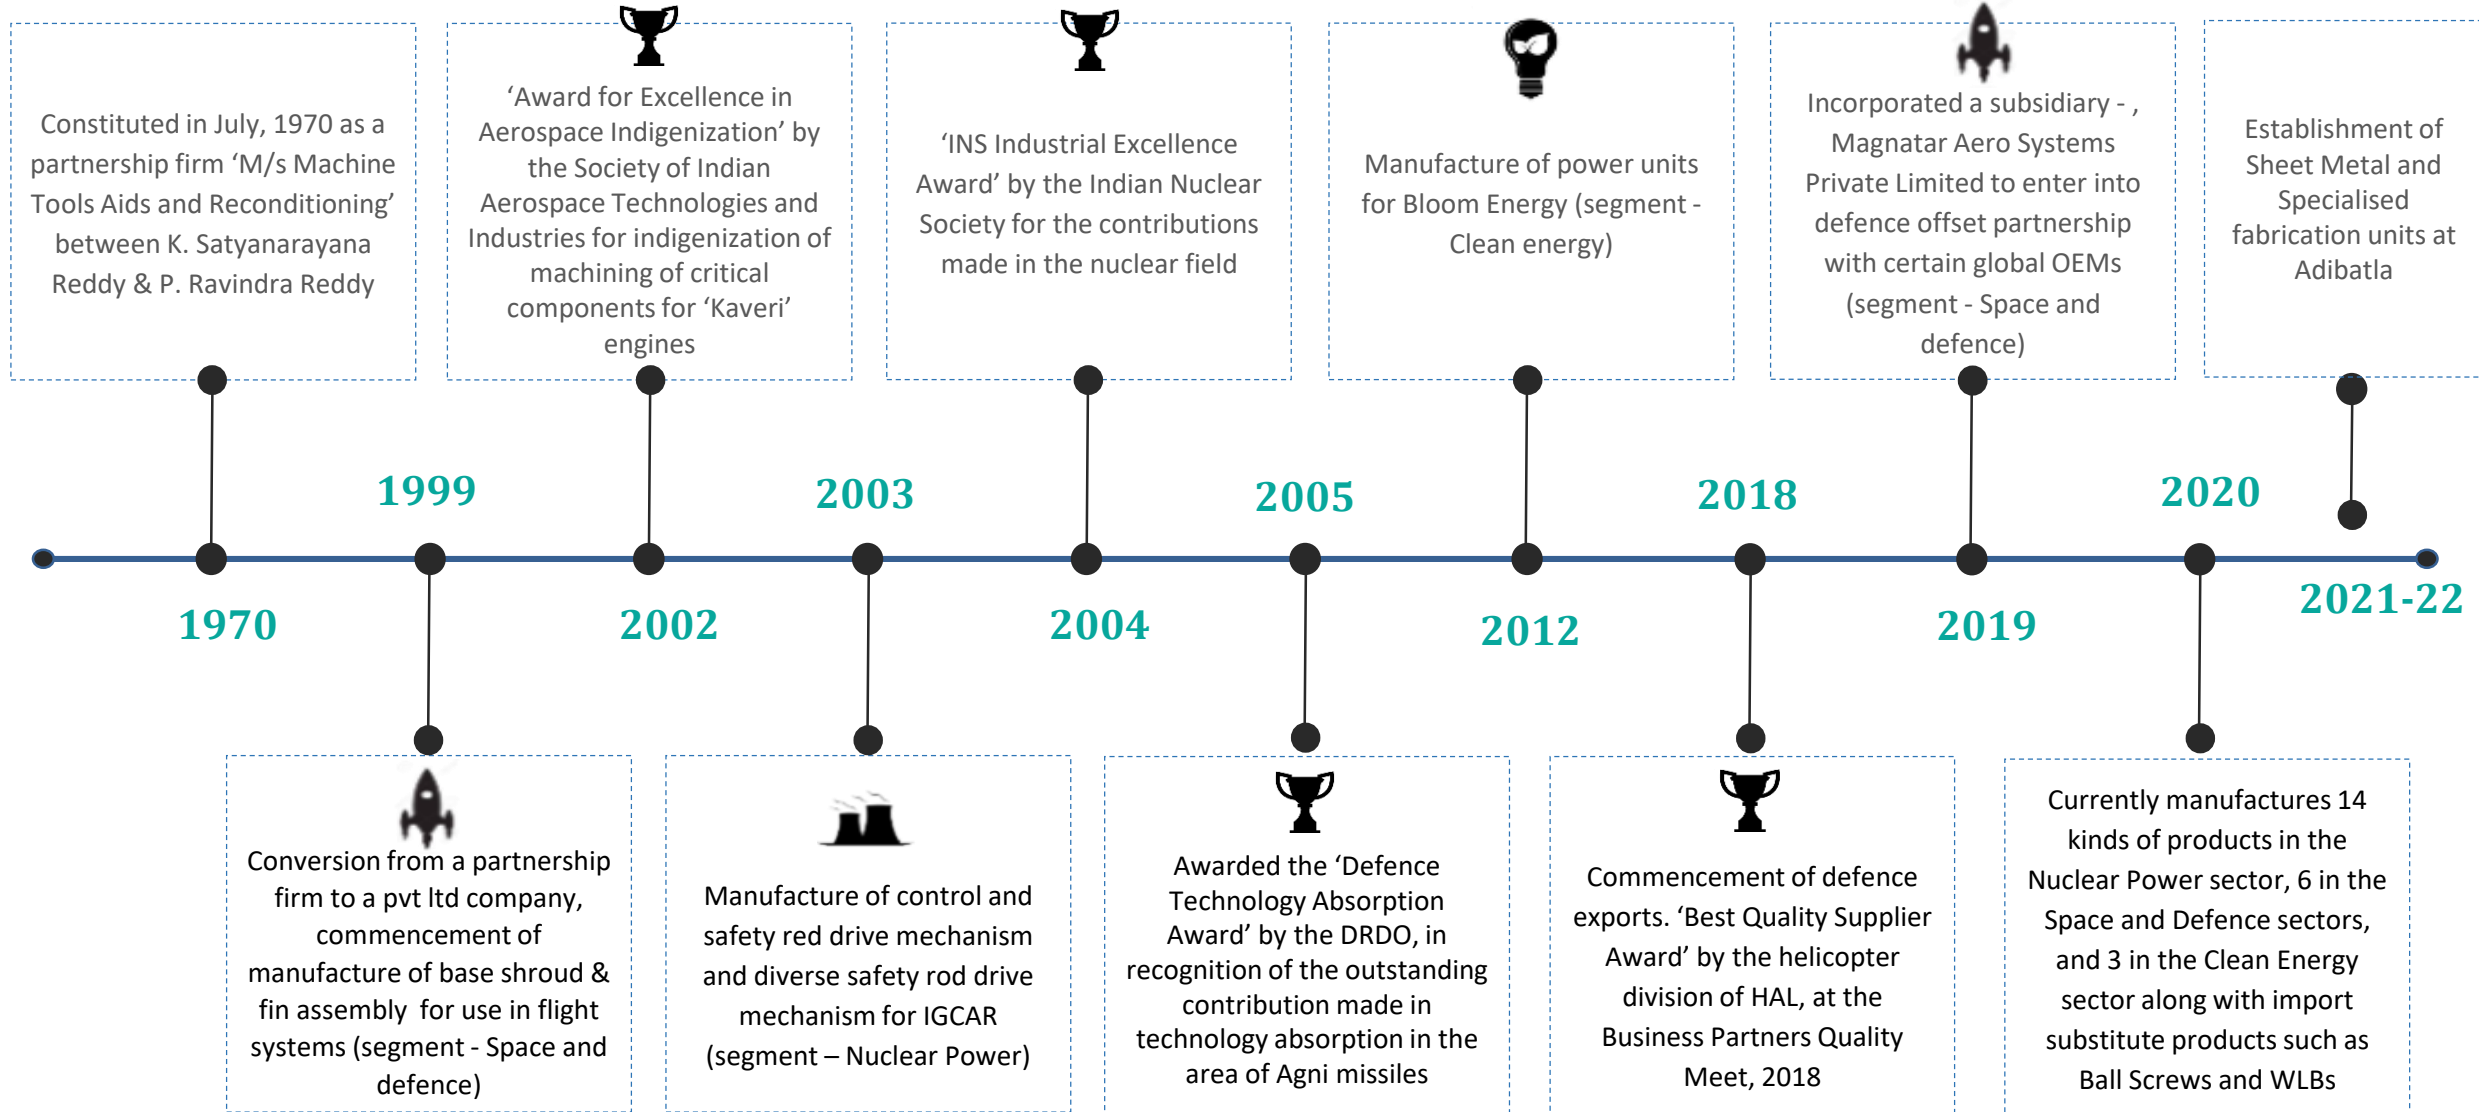 Constituted in July, 1970 as a
partnership firm ‘M/s Machine
Tools Aids and Reconditioning’
between K. Satyanarayana
Reddy & P. Ravindra Reddy
‘Award for Excellence in
Aerospace Indigenization’ by
the Society of Indian
Aerospace Technologies and
Industries for indigenization of
machining of critical
components for ‘Kaveri’
engines
‘INS Industrial Excellence
Award’ by the Indian Nuclear
Society for the contributions
made in the nuclear field
Manufacture of power units
for Bloom Energy (segment -
Clean energy)
Incorporated a subsidiary - ,
Magnatar Aero Systems
Private Limited to enter into
defence offset partnership
with certain global OEMs
(segment - Space and
defence)
Establishment of
Sheet Metal and
Specialised
fabrication units at
Adibatla
1999
2003
2005
2018
2020
1970
2002
2004
2012
2019
2021-22
Conversion from a partnership
firm to a pvt ltd company,
commencement of
manufacture of base shroud &
fin assembly for use in flight
systems (segment - Space and
defence)
Manufacture of control and
safety red drive mechanism
and diverse safety rod drive
mechanism for IGCAR
(segment – Nuclear Power)
Awarded the ‘Defence
Technology Absorption
Award’ by the DRDO, in
recognition of the outstanding
contribution made in
technology absorption in the
area of Agni missiles
Commencement of defence
exports. ‘Best Quality Supplier
Award’ by the helicopter
division of HAL, at the
Business Partners Quality
Meet, 2018
Currently manufactures 14
kinds of products in the
Nuclear Power sector, 6 in the
Space and Defence sectors,
and 3 in the Clean Energy
sector along with import
substitute products such as
Ball Screws and WLBs